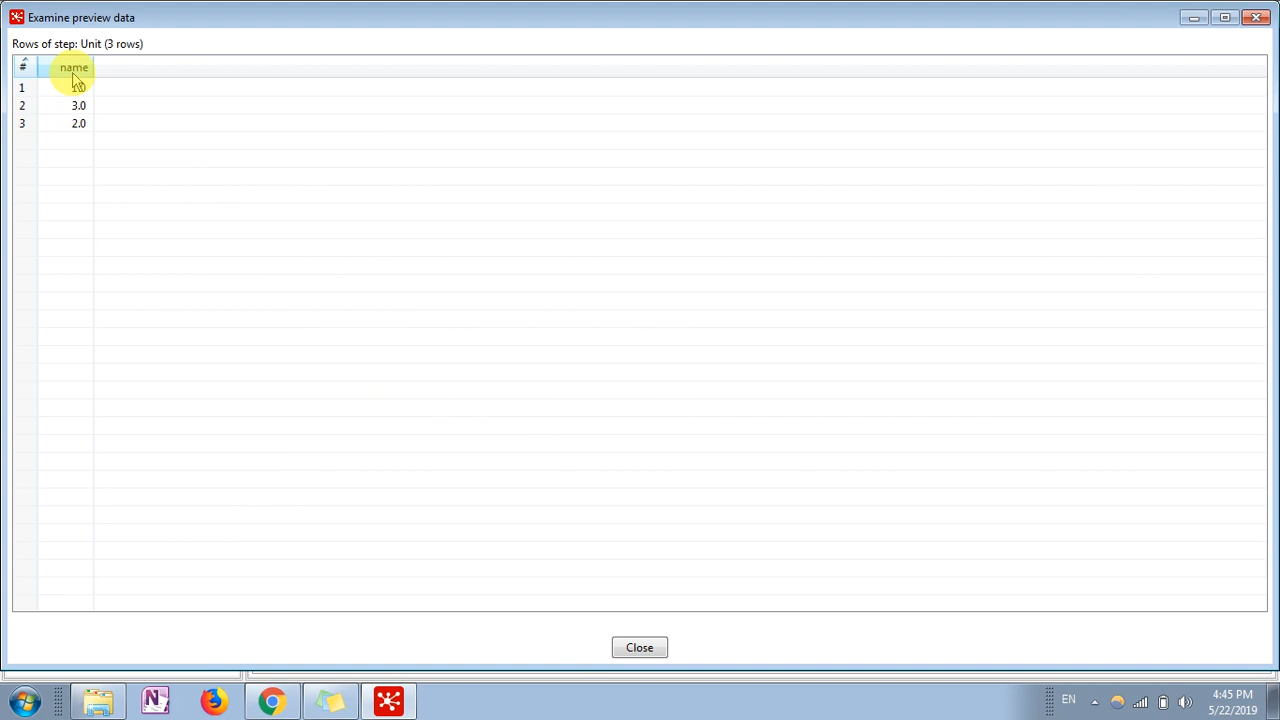 Examine preview data
Rows of step: Unit (3 rows)
# name
1
2 3.0
3 2.0
Close
EN
4:45 PM
5/22/2019